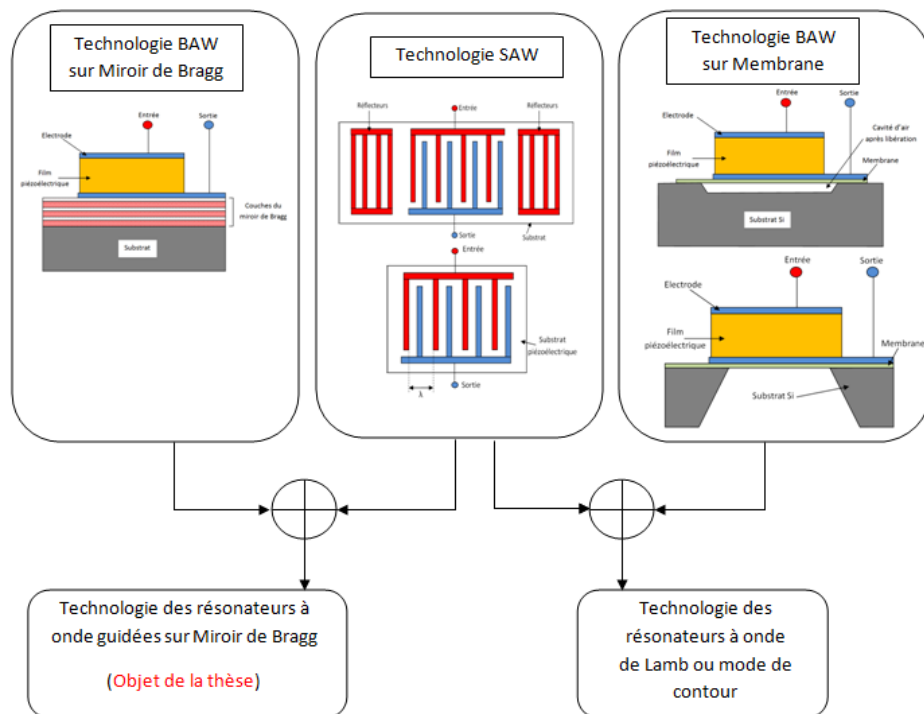 Technologie BAW
sur Miroir de Bragg
Entrée
Sortie
Electrode
Film
piézoélectrique
Couches du
miroir de Bragg
Substrat
Technologie SAW
Entrée
Réflecteurs
Réflecteurs
Sortie
Substrat
Entrée
Substrat
piézoélectrique
Sortie
λ
Technologie BAW
sur Membrane
Entrée
Sortie
Electrode
Cavité d'air
après libération
Film
piézoélectrique
Membrane
Substrat Si
Entrée
Sortie
Electrode
Film
piézoélectrique
Membrane
Substrat Si
Technologie des résonateurs à
onde guidées sur Miroir de Bragg
(Objet de la thèse)
Technologie des
résonateurs à onde
de Lamb ou mode de
contour